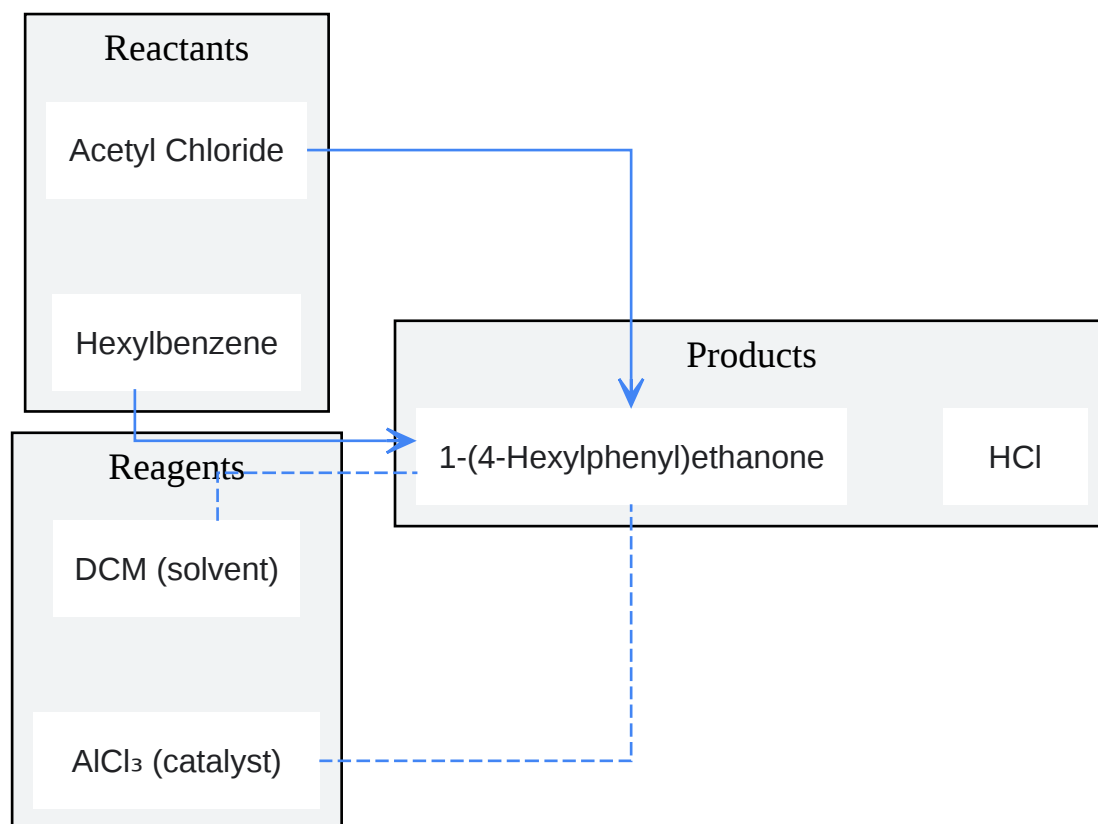 Reactants
Acetyl Chloride
Hexylbenzene
Products
1-(4-Hexylphenyl)ethanone
HCl
Reagents
DCM (solvent)
AlCl₃ (catalyst)